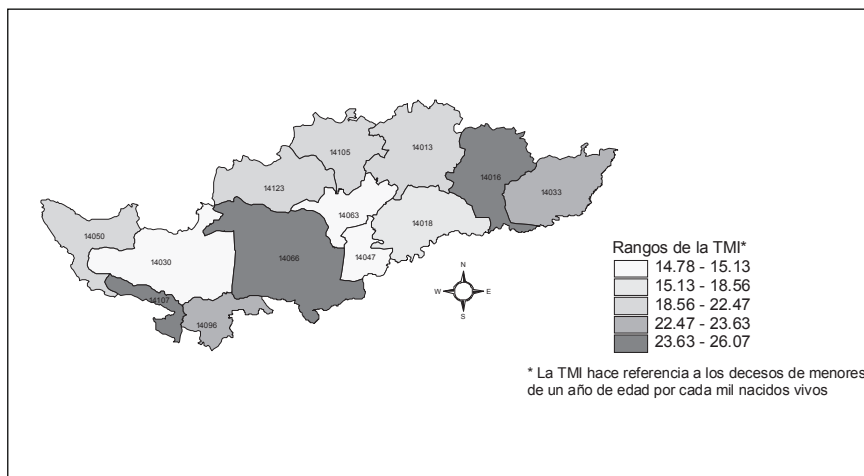 14105
14013
14016
14033
14123
14063
14018
14050
14030
14066
14047
14107
14096
N
W E
S
Rangos de la TMI*
14.78 - 15.13
15.13 - 18.56
18.56 - 22.47
22.47 - 23.63
23.63 - 26.07
* La TMI hace referencia a los decesos de menores
de un año de edad por cada mil nacidos vivos